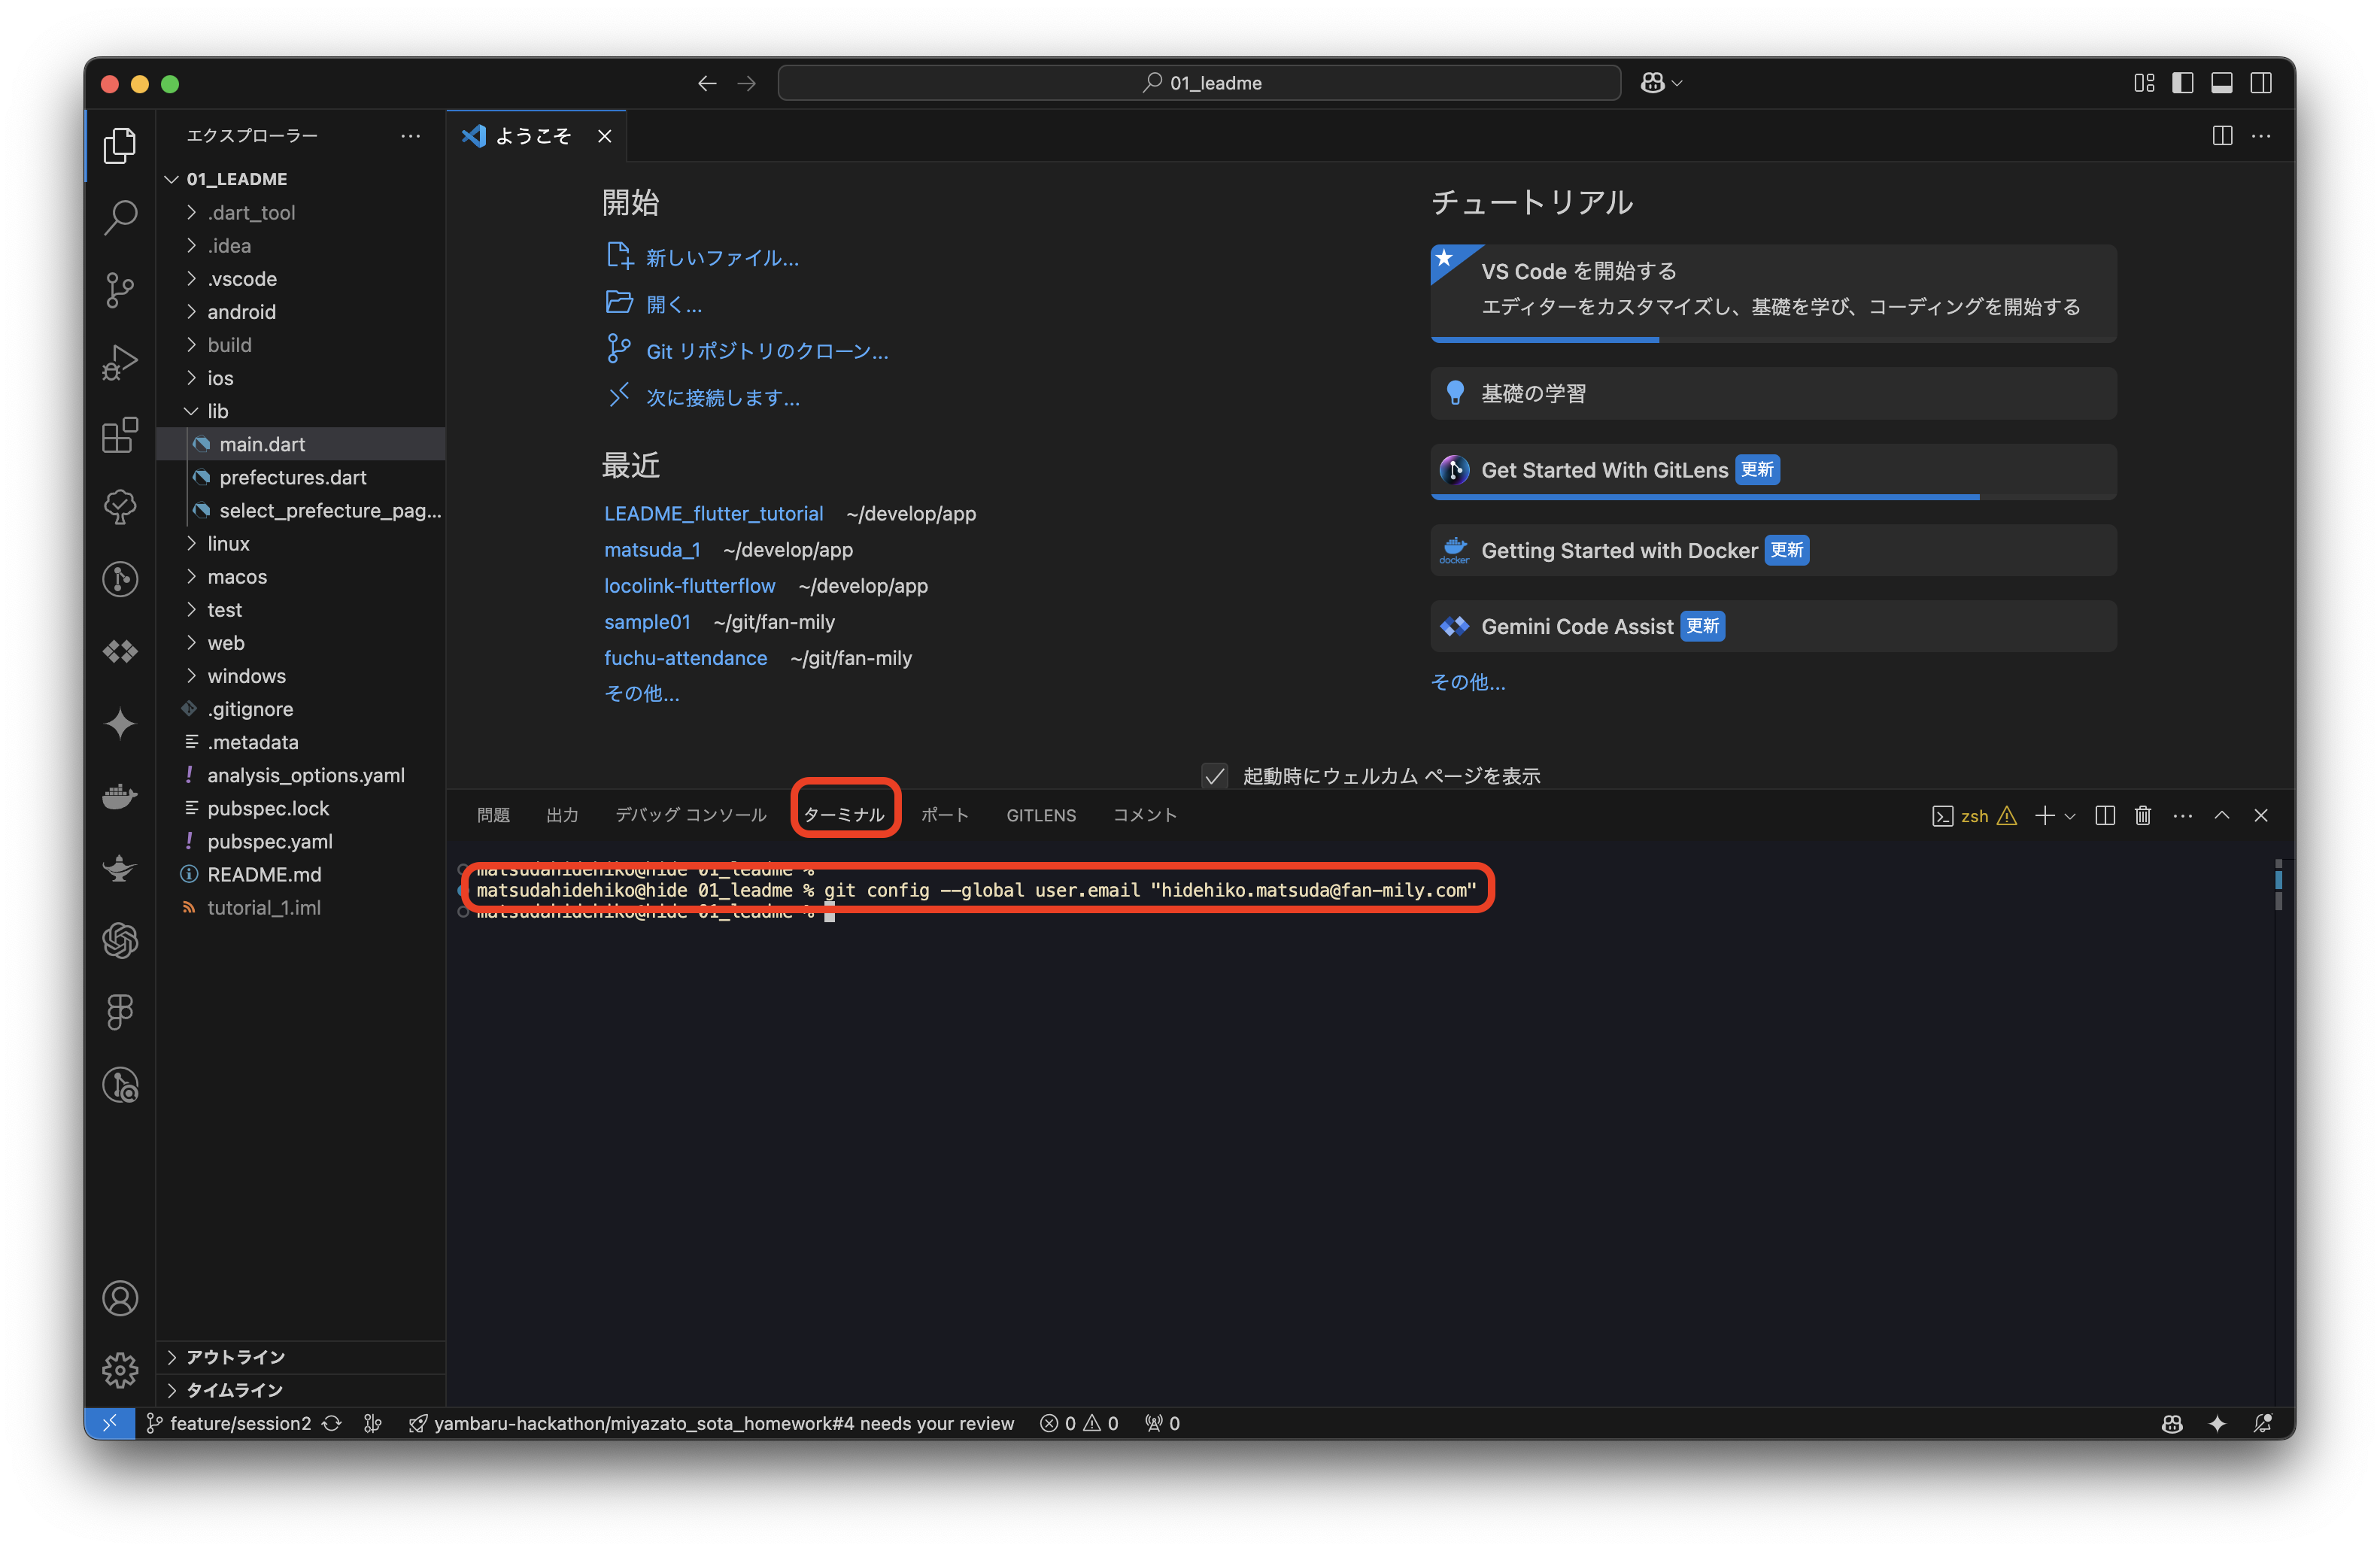 01_leadme
エクスプローラー
ようこそ
01_LEADME
.dart_tool
.idea
.vscode
android
build
ios
lib
main.dart
prefectures.dart
select_prefecture_pag...
linux
macos
test
web
windows
.gitignore
.metadata
analysis_options.yaml
pubspec.lock
pubspec.yaml
README.md
tutorial_1.iml
アウトライン
タイムライン
開始
新しいファイル...
開く...
Git リポジトリのクローン...
次に接続します...
最近
LEADME_flutter_tutorial ~/develop/app
matsuda_1 ~/develop/app
locolink-flutterflow ~/develop/app
sample01 ~/git/fan-mily
fuchu-attendance ~/git/fan-mily
その他...
チュートリアル
VS Code を開始する
エディターをカスタマイズし、基礎を学び、コーディングを開始する
基礎の学習
Get Started With GitLens 更新
docker
Getting Started with Docker 更新
Gemini Code Assist 更新
その他...
起動時にウェルカム ページを表示
問題 出力 デバッグ コンソール ターミナル ポート GITLENS コメント
zsh
matsudahidehiko@hide 01_leadme %
matsudahidehiko@hide 01_leadme % git config --global user.email "hidehiko.matsuda@fan-mily.com"
matsudahidehiko@hide 01_leadme %
feature/session2 yambaru-hackathon/miyazato_sota_homework#4 needs your review 0 0 0